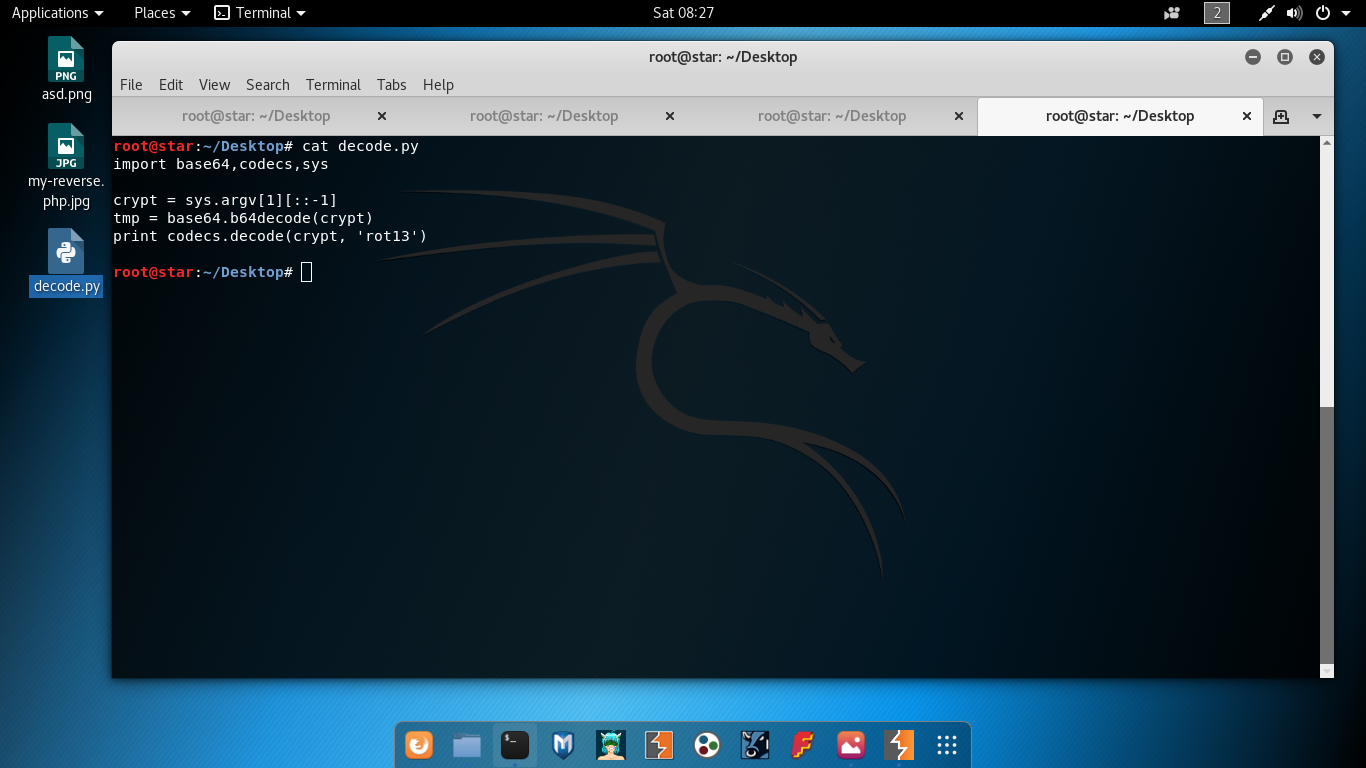 Applications Places Terminal Sat 08:27 2
PNG
asd.png
JPG
my-reverse.
php.jpg
decode.py
root@star: ~/Desktop
File Edit View Search Terminal Tabs Help
root@star: ~/Desktop root@star: ~/Desktop root@star: ~/Desktop root@star: ~/Desktop
root@star:~/Desktop# cat decode.py
import base64,codecs,sys
crypt = sys.argv[1][::-1]
tmp = base64.b64decode(crypt)
print codecs.decode(crypt, 'rot13')
root@star:~/Desktop#